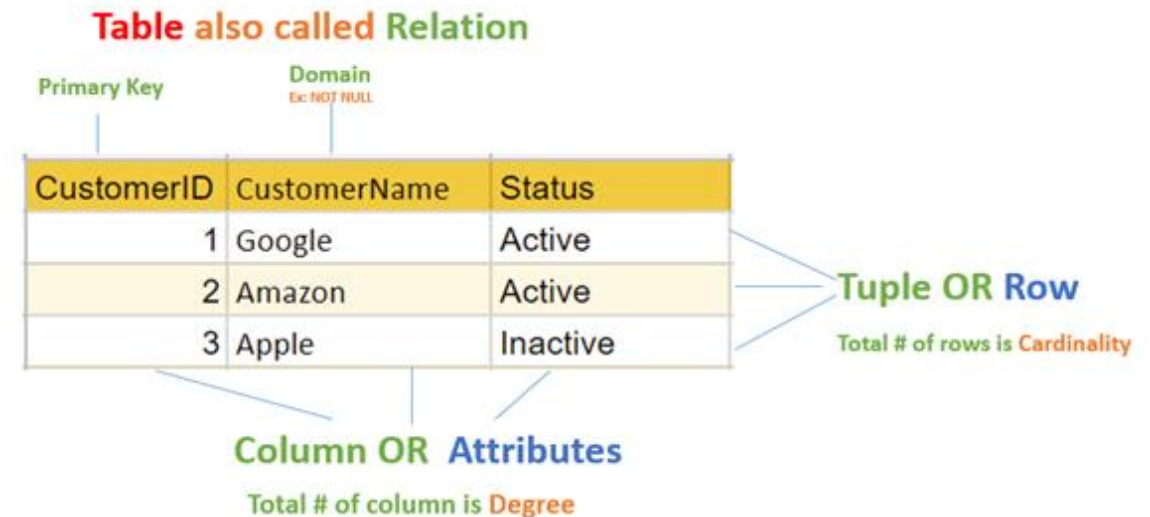 Table also called Relation
Primary Key
Domain
Ex: NOT NULL
CustomerID CustomerName Status
1 Google Active
2 Amazon Active
3 Apple Inactive
Tuple OR Row
Total # of rows is Cardinality
Column OR Attributes
Total # of column is Degree